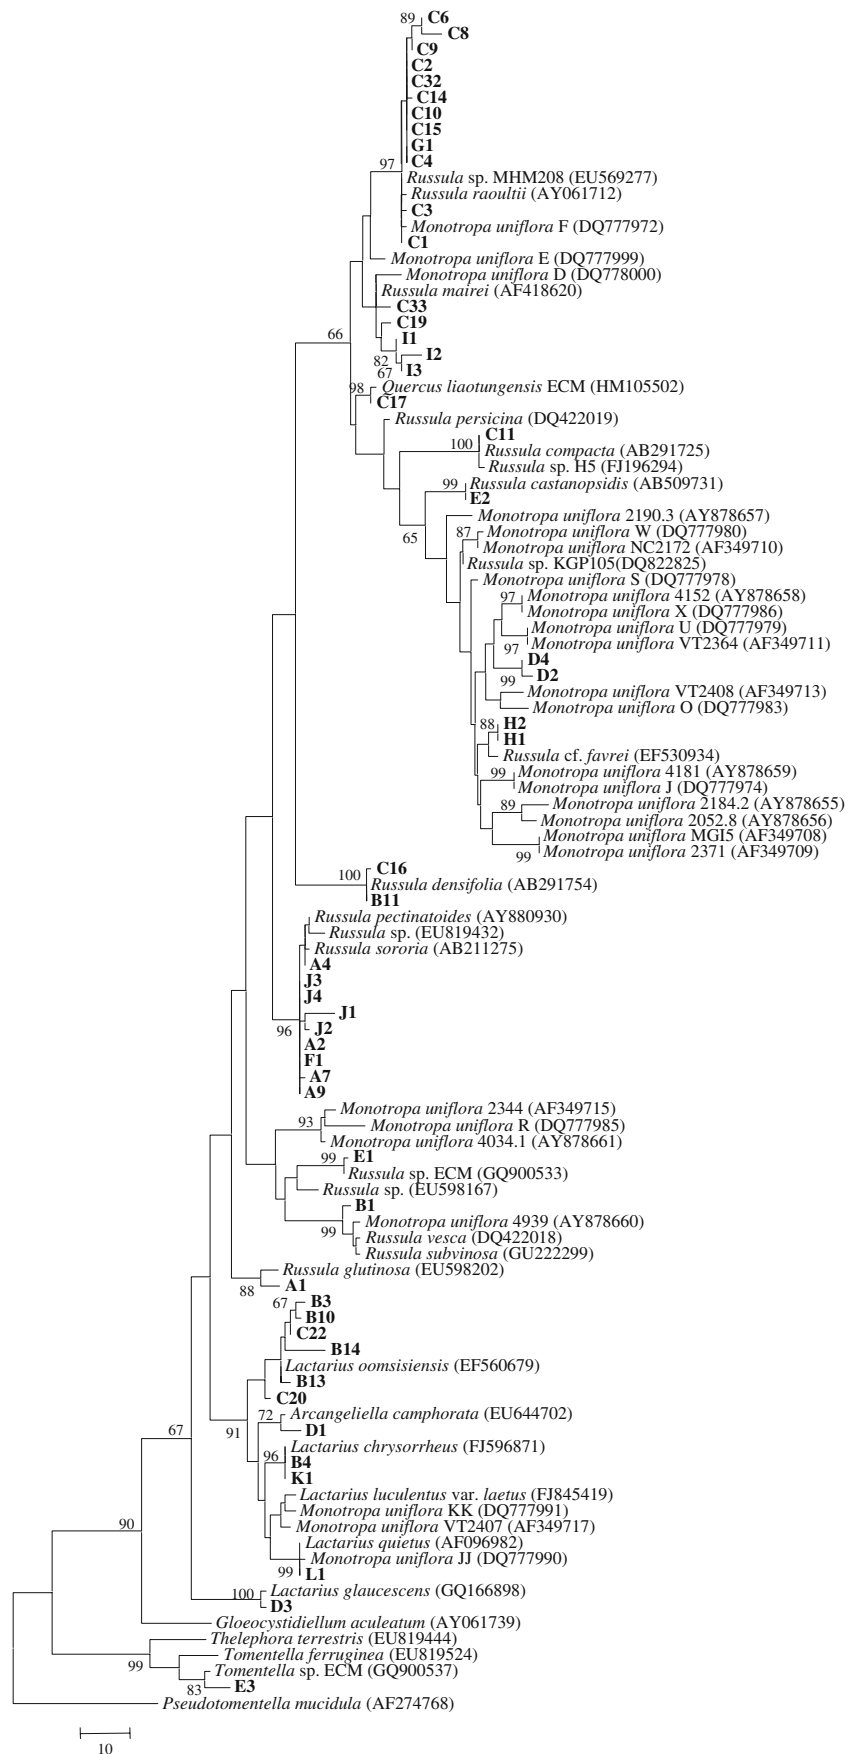 89
C6
C8
C9
C2
C32
C14
C10
C15
G1
C4
97
Russula sp. MHM208 (EU569277)
Russula raoultii (AY061712)
C3
Monotropa uniflora F (DQ777972)
C1
Monotropa uniflora E (DQ777999)
Monotropa uniflora D (DQ778000)
Russula mairei (AF418620)
C33
C19
66
I1
I2
82
I3
67
98
Quercus liaotungensis ECM (HM105502)
C17
Russula persicina (DQ422019)
C11
100
Russula compacta (AB291725)
Russula sp. H5 (FJ196294)
99
Russula castanopsidis (AB509731)
E2
Monotropa uniflora 2190.3 (AY878657)
65
87
Monotropa uniflora W (DQ777980)
Monotropa uniflora NC2172 (AF349710)
Russula sp. KGP105(DQ822825)
Monotropa uniflora S (DQ777978)
97
Monotropa uniflora 4152 (AY878658)
Monotropa uniflora X (DQ777986)
Monotropa uniflora U (DQ777979)
97
Monotropa uniflora VT2364 (AF349711)
D4
99
D2
Monotropa uniflora VT2408 (AF349713)
Monotropa uniflora O (DQ777983)
88
H2
H1
Russula cf. favrei (EF530934)
99
Monotropa uniflora 4181 (AY878659)
Monotropa uniflora J (DQ777974)
89
Monotropa uniflora 2184.2 (AY878655)
Monotropa uniflora 2052.8 (AY878656)
Monotropa uniflora MGI5 (AF349708)
99
Monotropa uniflora 2371 (AF349709)
C16
100
Russula densifolia (AB291754)
B11
Russula pectinatoides (AY880930)
Russula sp. (EU819432)
Russula sororia (AB211275)
A4
J3
J4
J1
96
J2
A2
F1
A7
A9
Monotropa uniflora 2344 (AF349715)
93
Monotropa uniflora R (DQ777985)
Monotropa uniflora 4034.1 (AY878661)
99
E1
Russula sp. ECM (GQ900533)
Russula sp. (EU598167)
B1
99
Monotropa uniflora 4939 (AY878660)
Russula vesca (DQ422018)
Russula subvinosa (GU222299)
Russula glutinosa (EU598202)
88
A1
67
B3
B10
C22
B14
Lactarius oomsisiensis (EF560679)
B13
C20
72
Arcangeliella camphorata (EU644702)
67
91
D1
Lactarius chrysorrheus (FJ596871)
96
B4
K1
Lactarius luculentus var. laetus (FJ845419)
Monotropa uniflora KK (DQ777991)
90
Monotropa uniflora VT2407 (AF349717)
Lactarius quietus (AF096982)
Monotropa uniflora JJ (DQ777990)
99
L1
100
Lactarius glaucescens (GQ166898)
D3
Gloeocystidiellum aculeatum (AY061739)
Thelephora terrestris (EU819444)
Tomentella ferruginea (EU819524)
99
Tomentella sp. ECM (GQ900537)
83
E3
Pseudotomentella mucidula (AF274768)
10